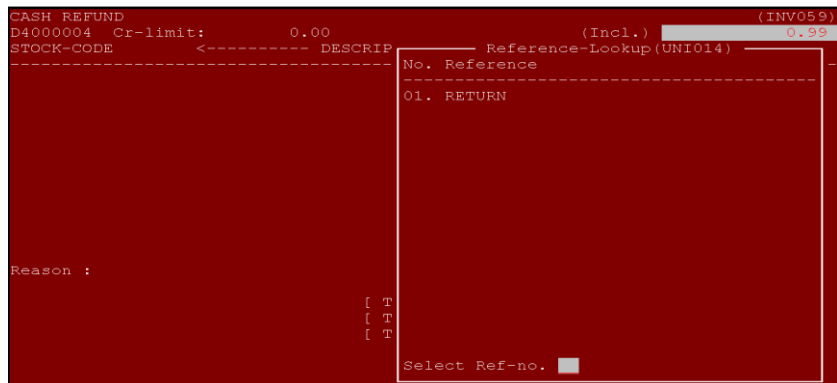 CASH REFUND (INV059)
D4000004 Cr-limit: 0.00 (Incl.) 0.99
STOCK-CODE <---------- DESCRIP Reference-Lookup(UNI014)
No. Reference
01. RETURN
Reason :
[ T
[ T
[ T
Select Ref-no.